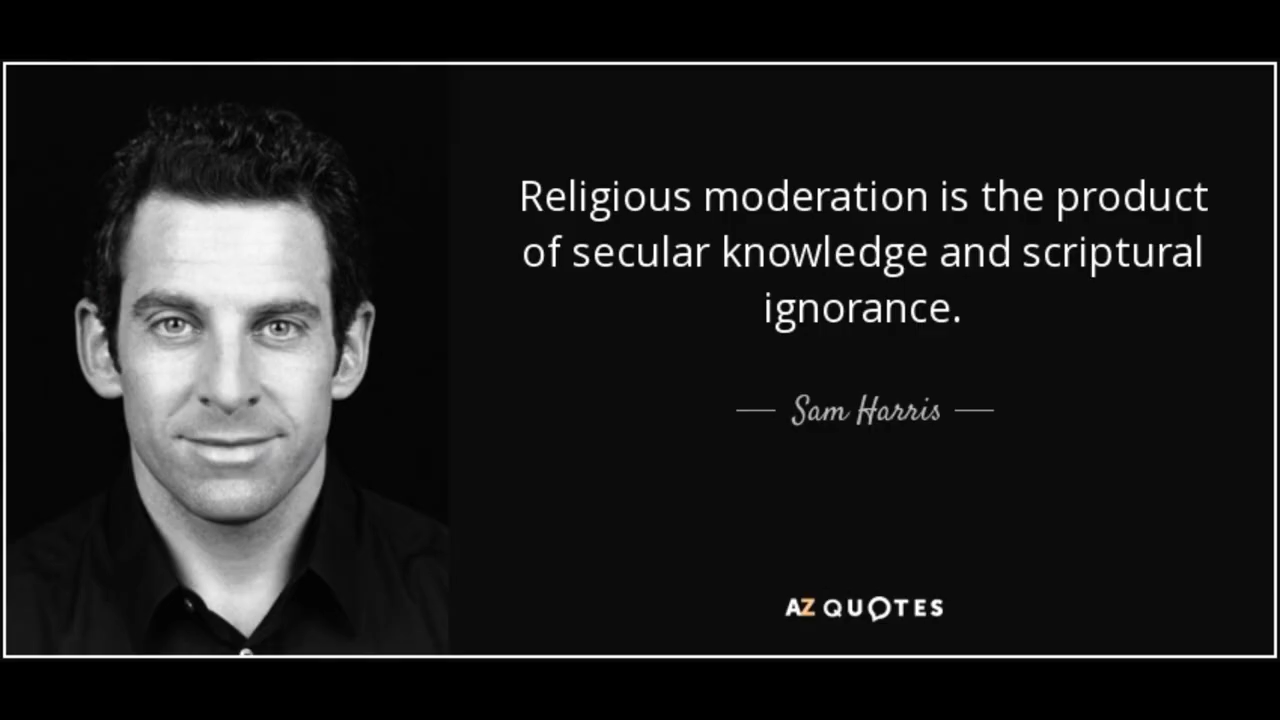 Religious moderation is the product
of secular knowledge and scriptural
ignorance.
Sam Harris
AZ QUOTES